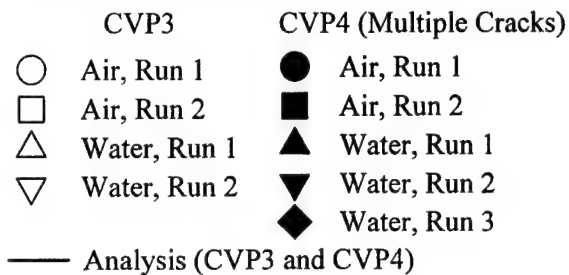 CVP3 CVP4 (Multiple Cracks)
Air, Run 1 Air, Run 1
Air, Run 2 Air, Run 2
Water, Run 1 Water, Run 1
Water, Run 2 Water, Run 2
Water, Run 3
Analysis (CVP3 and CVP4)